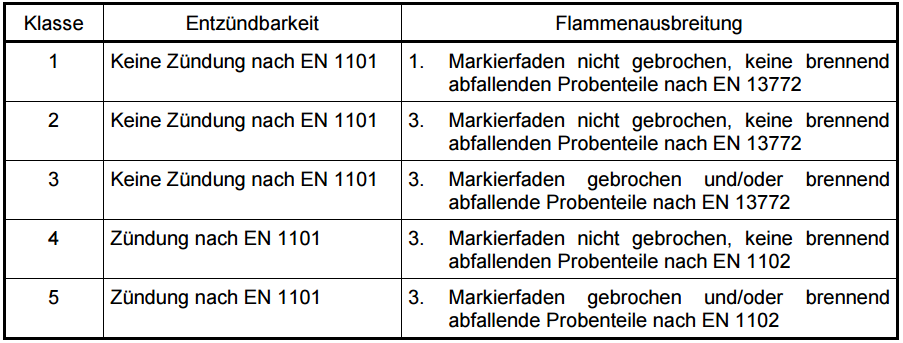 Klasse Entzündbarkeit Flammenausbreitung
1 Keine Zündung nach EN 1101 1. Markierfaden nicht gebrochen, keine brennend
abfallenden Probenteile nach EN 13772
2 Keine Zündung nach EN 1101 3. Markierfaden nicht gebrochen, keine brennend
abfallenden Probenteile nach EN 13772
3 Keine Zündung nach EN 1101 3. Markierfaden gebrochen und/oder brennend
abfallende Probenteile nach EN 13772
4 Zündung nach EN 1101 3. Markierfaden nicht gebrochen, keine brennend
abfallenden Probenteile nach EN 1102
5 Zündung nach EN 1101 3. Markierfaden gebrochen und/oder brennend
abfallende Probenteile nach EN 1102